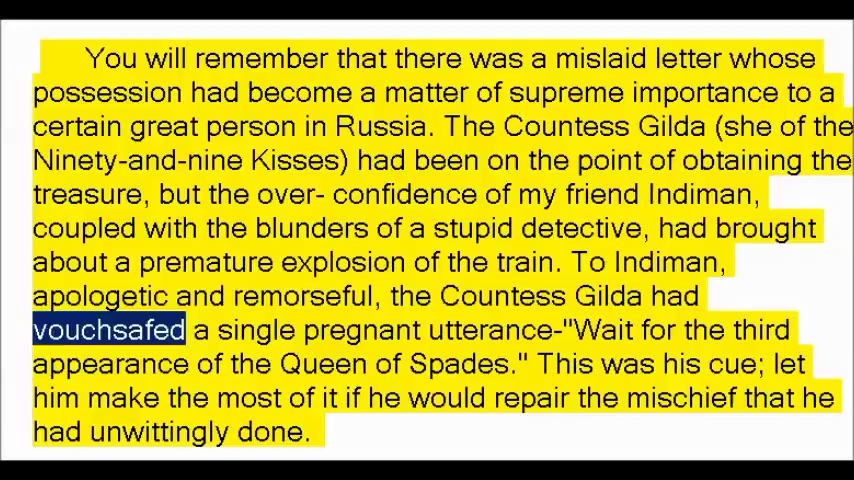 You will remember that there was a mislaid letter whose
possession had become a matter of supreme importance to a
certain great person in Russia. The Countess Gilda (she of the
Ninety-and-nine Kisses) had been on the point of obtaining the
treasure, but the over- confidence of my friend Indiman,
coupled with the blunders of a stupid detective, had brought
about a premature explosion of the train. To Indiman,
apologetic and remorseful, the Countess Gilda had
vouchsafed a single pregnant utterance-"Wait for the third
appearance of the Queen of Spades." This was his cue; let
him make the most of it if he would repair the mischief that he
had unwittingly done.